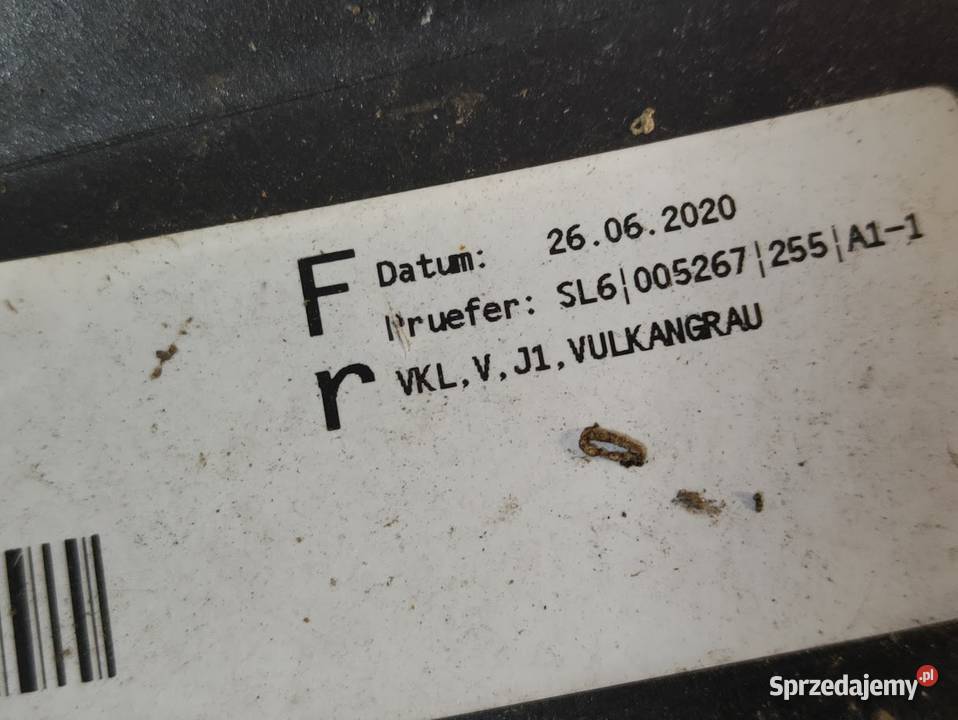 F
Datum: 26.06.2020
Pruefer: SL6|005267|255|A1-1
r
VKL,V,J1,VULKANGRAU
Sprzedajemy.pl